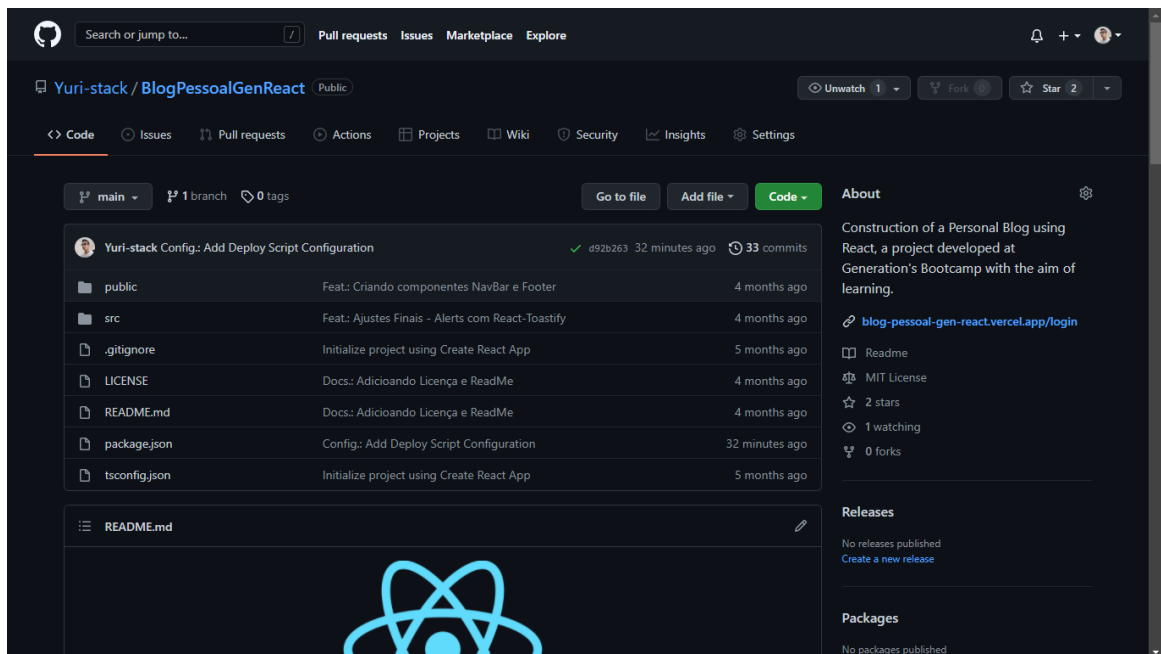 Search or jump to... / Pull requests Issues Marketplace Explore
Yuri-stack / BlogPessoalGenReact Public Unwatch 1 Fork 0 Star 2
Code Issues Pull requests Actions Projects Wiki Security Insights Settings
main 1 branch 0 tags Go to file Add file Code
Yuri-stack Config.: Add Deploy Script Configuration d92b263 32 minutes ago 33 commits
public Feat.: Criando componentes NavBar e Footer 4 months ago
src Feat.: Ajustes Finais - Alerts com React-Toastify 4 months ago
.gitignore Initialize project using Create React App 5 months ago
LICENSE Docs.: Adicioando Licença e ReadMe 4 months ago
README.md Docs.: Adicioando Licença e ReadMe 4 months ago
package.json Config.: Add Deploy Script Configuration 32 minutes ago
tsconfig.json Initialize project using Create React App 5 months ago
README.md
About
Construction of a Personal Blog using
React, a project developed at
Generation's Bootcamp with the aim of
learning.
blog-pessoal-gen-react.vercel.app/login
Readme
MIT License
2 stars
1 watching
0 forks
Releases
No releases published
Create a new release
Packages
No packages published